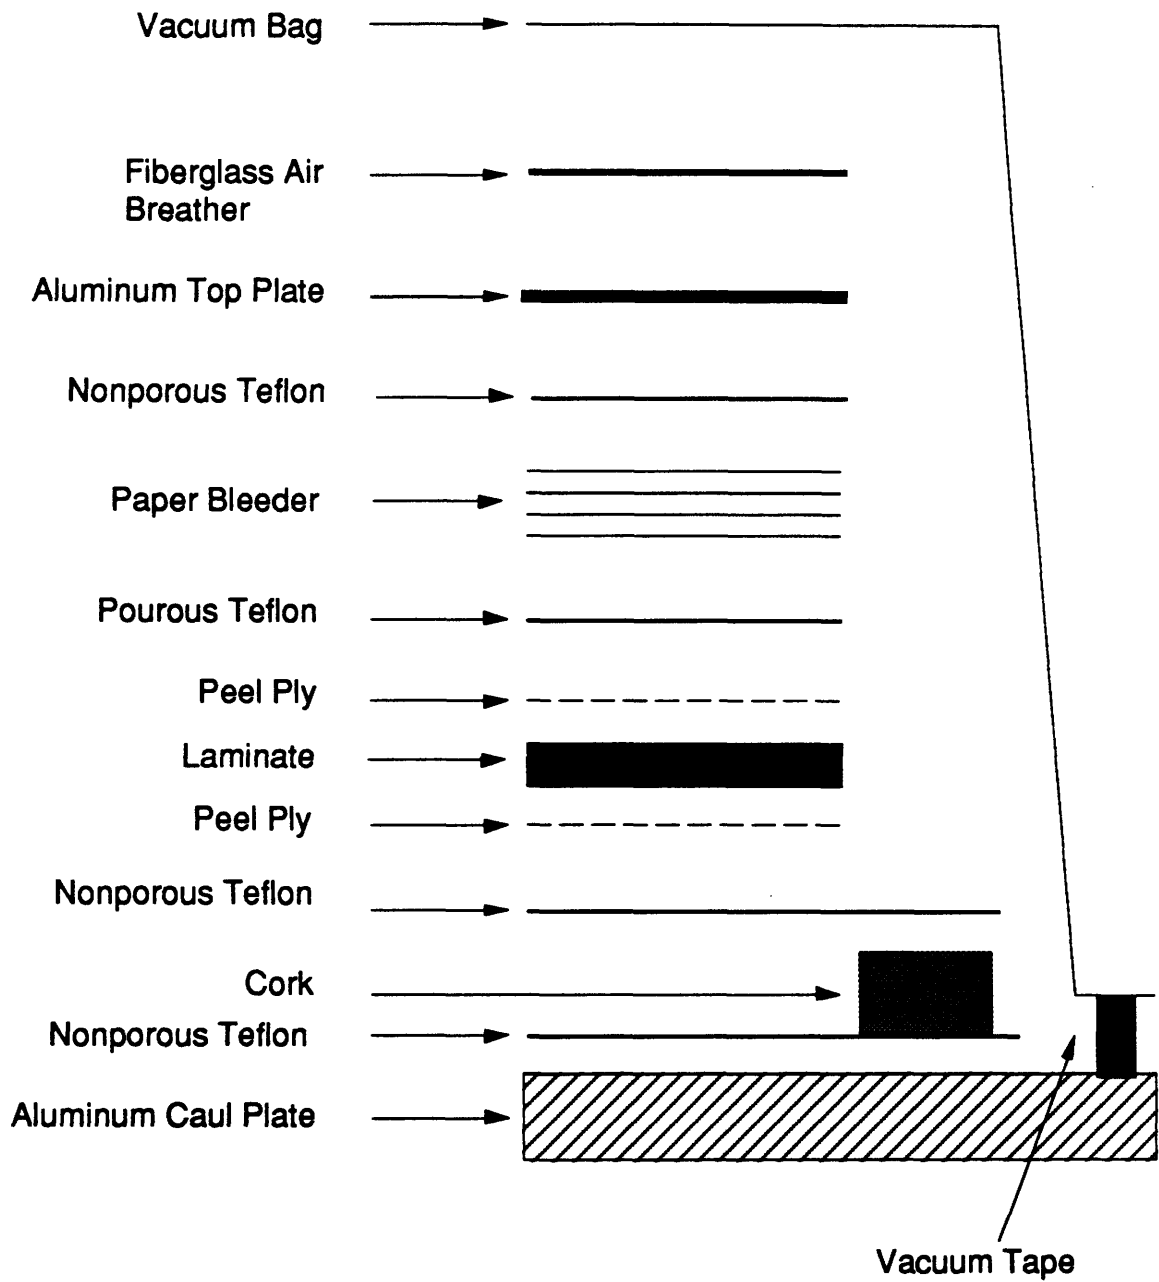 Vacuum Bag
Fiberglass Air
Breather
Aluminum Top Plate
Nonporous Teflon
Paper Bleeder
Pourous Teflon
Peel Ply
Laminate
Peel Ply
Nonporous Teflon
Cork
Nonporous Teflon
Aluminum Caul Plate
Vacuum Tape